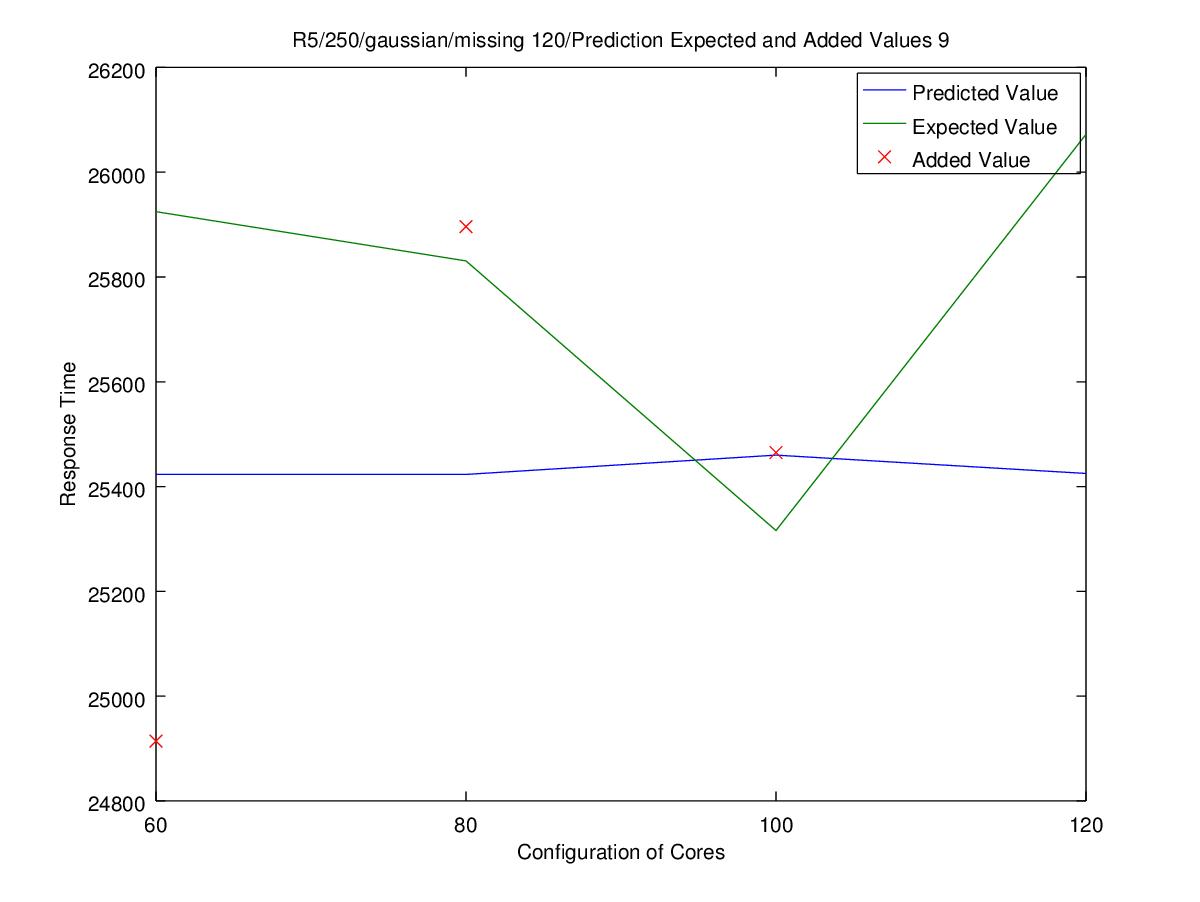 R5/250/gaussian/missing 120/Prediction Expected and Added Values 9
26200
26000
25800
25600
25400
25200
25000
24800
Response Time
Predicted Value
Expected Value
Added Value
60
80
100
120
Configuration of Cores